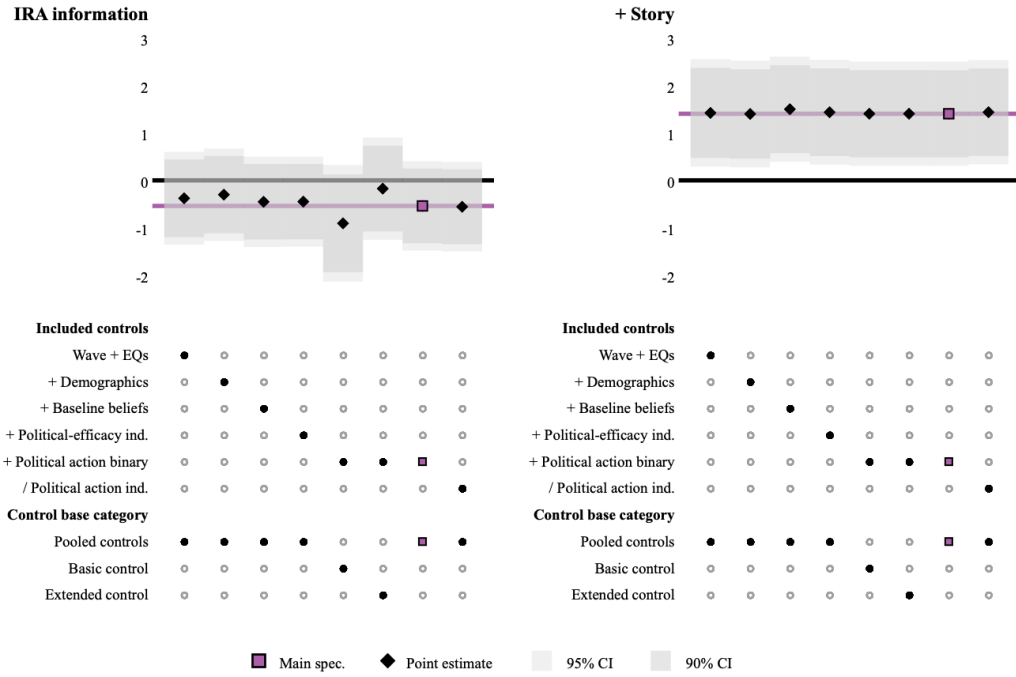 IRA information
3
2
1
0
-1
-2
Included controls
Wave + EQs
+ Demographics
+ Baseline beliefs
+ Political-efficacy ind.
+ Political action binary
/ Political action ind.
Control base category
Pooled controls
Basic control
Extended control
+ Story
3
2
1
0
-1
-2
Included controls
Wave + EQs
+ Demographics
+ Baseline beliefs
+ Political-efficacy ind.
+ Political action binary
/ Political action ind.
Control base category
Pooled controls
Basic control
Extended control
Main spec. Point estimate 95% CI 90% CI